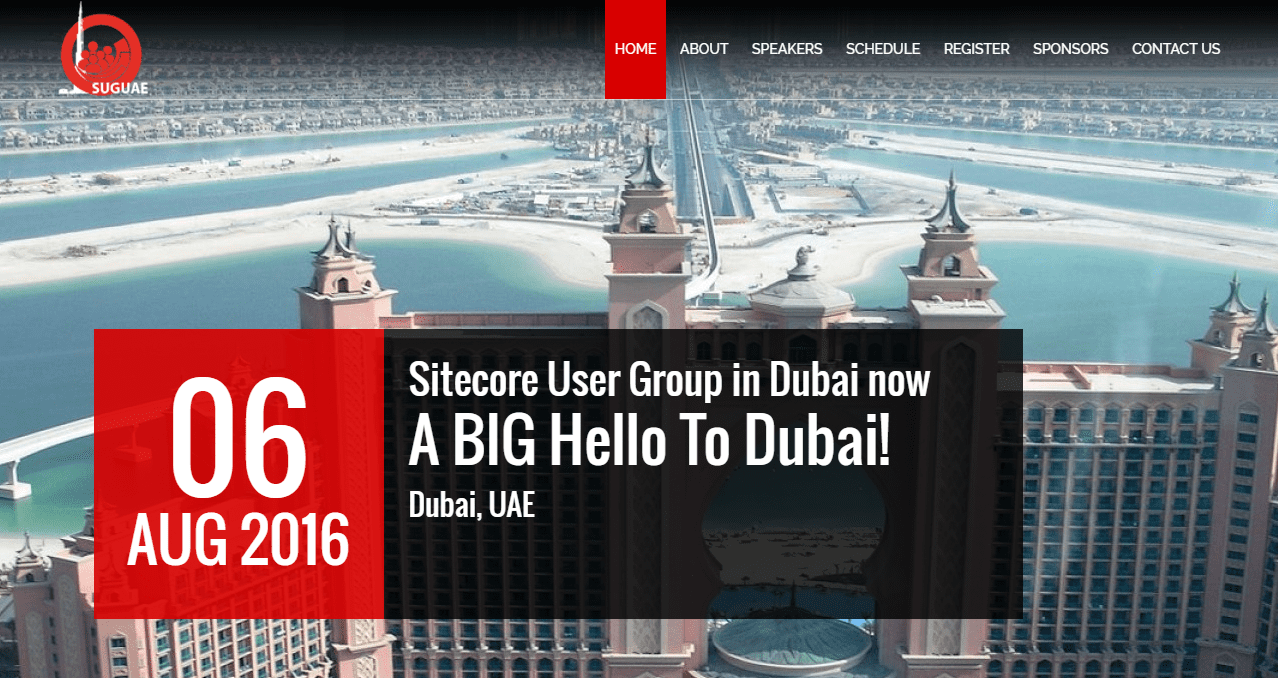 SUGUAE
HOME ABOUT SPEAKERS SCHEDULE REGISTER SPONSORS CONTACT US
06
AUG 2016
Sitecore User Group in Dubai now
A BIG Hello To Dubai!
Dubai, UAE